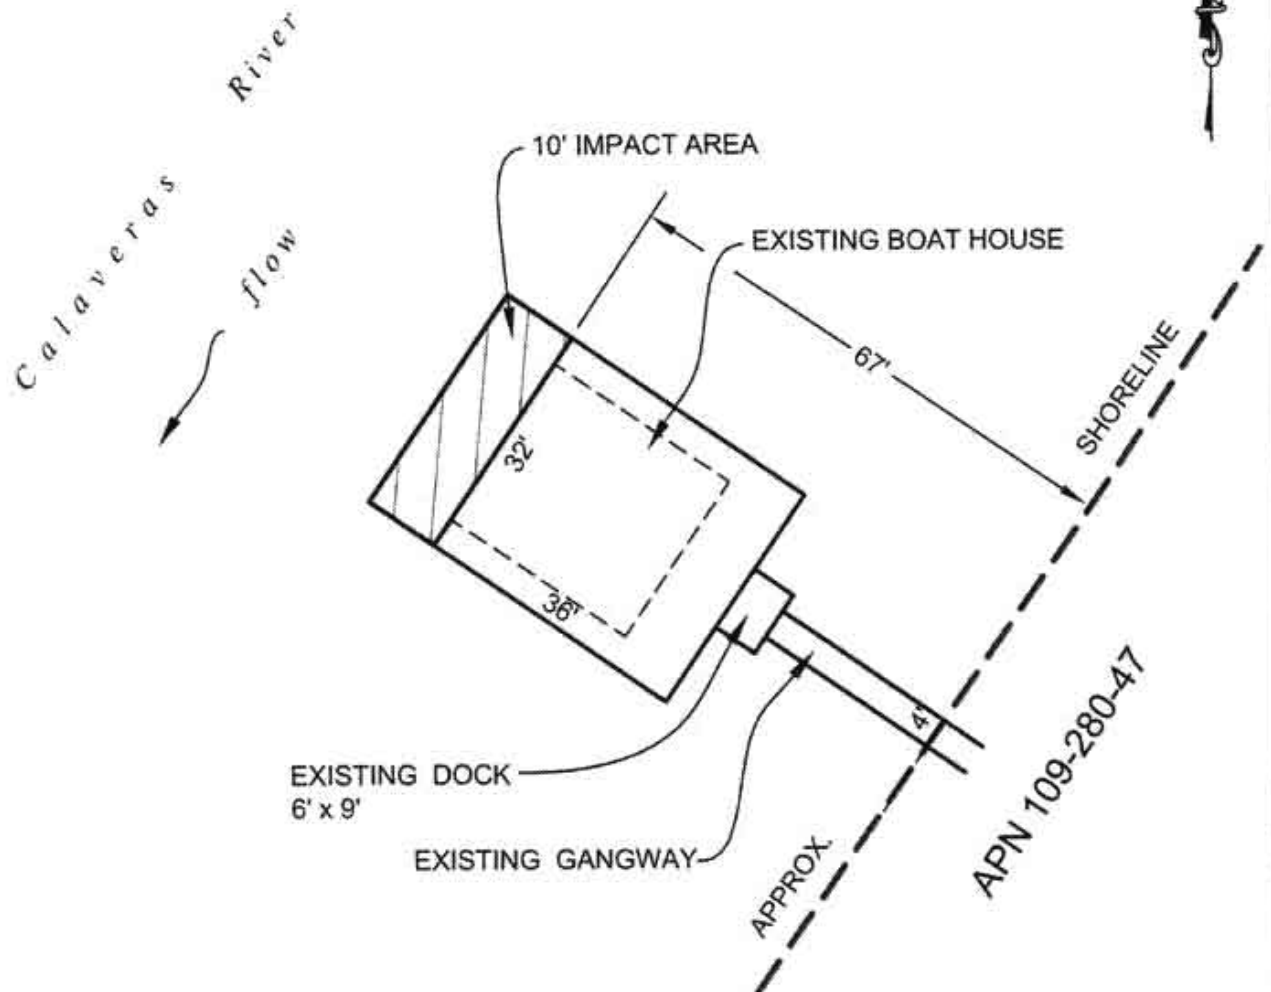 Calaveras River
flow
10' IMPACT AREA
EXISTING BOAT HOUSE
67'
SHORELINE
32'
36'
EXISTING DOCK
6' x 9'
4'
EXISTING GANGWAY
APPROX.
APN 109-280-47